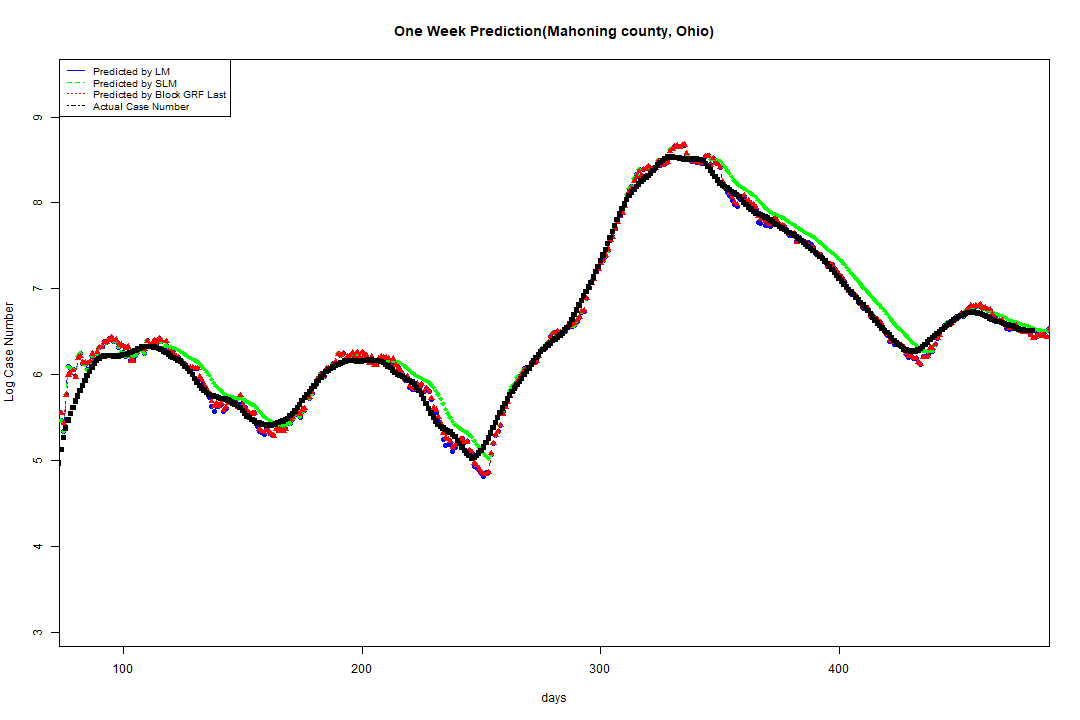 One Week Prediction(Mahoning county, Ohio)
Predicted by LM
Predicted by SLM
Predicted by Block GRF Last
Actual Case Number
9
8
7
6
5
4
3
Log Case Number
100 200 300 400
days